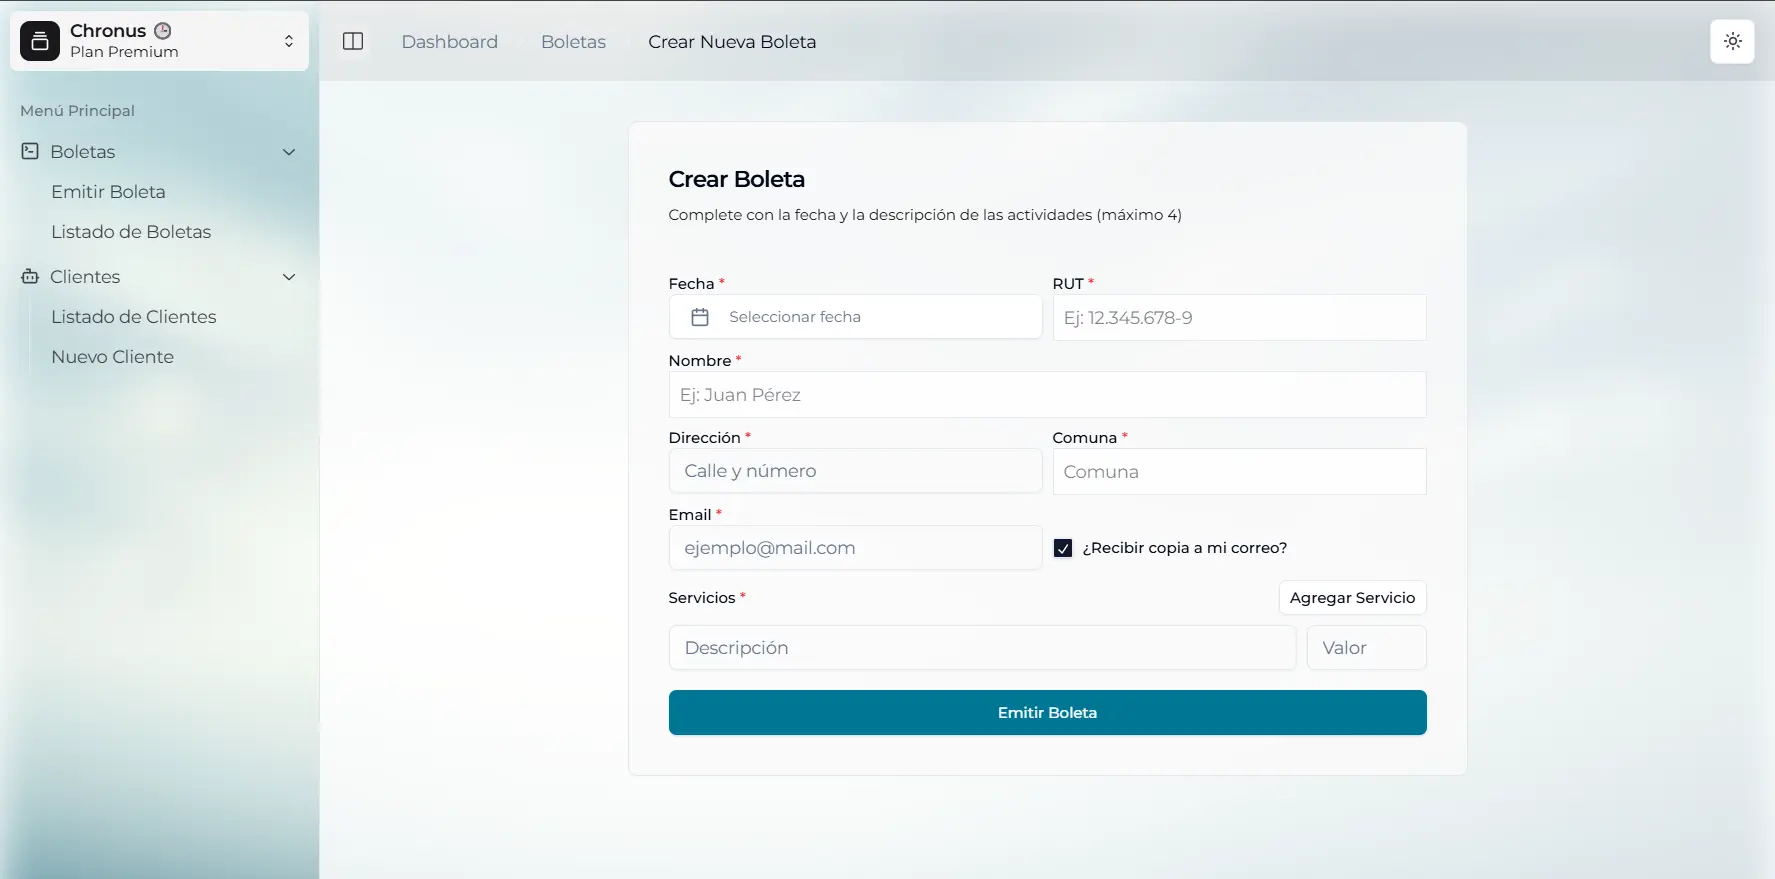 Chronus
Plan Premium
Dashboard
Boletas
Crear Nueva Boleta
Menú Principal
Boletas
Emitir Boleta
Listado de Boletas
Clientes
Listado de Clientes
Nuevo Cliente
Crear Boleta
Complete con la fecha y la descripción de las actividades (máximo 4)
Fecha *
RUT *
Seleccionar fecha
Ej: 12.345.678-9
Nombre *
Ej: Juan Pérez
Dirección *
Comuna *
Calle y número
Comuna
Email *
ejemplo@mail.com
¿Recibir copia a mi correo?
Servicios *
Agregar Servicio
Descripción
Valor
Emitir Boleta